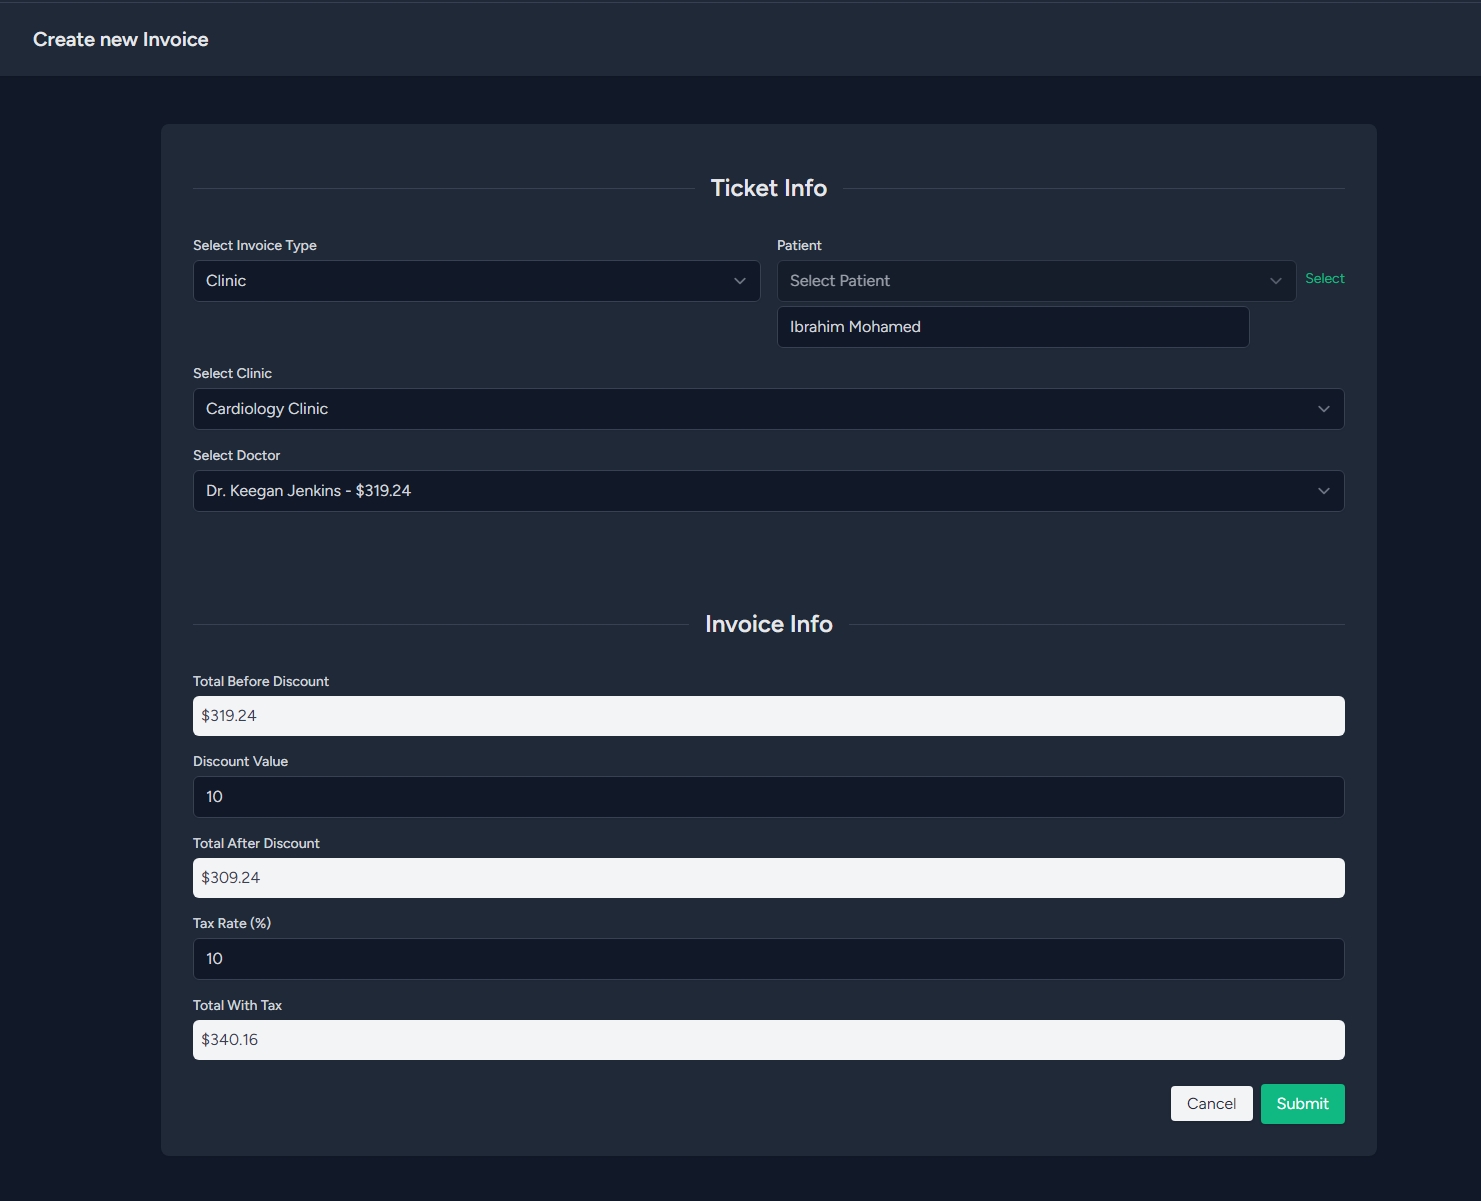 Create new Invoice
Ticket Info
Select Invoice Type
Clinic
Patient
Select Patient
Select
Ibrahim Mohamed
Select Clinic
Cardiology Clinic
Select Doctor
Dr. Keegan Jenkins - $319.24
Invoice Info
Total Before Discount
$319.24
Discount Value
10
Total After Discount
$309.24
Tax Rate (%)
10
Total With Tax
$340.16
Cancel
Submit